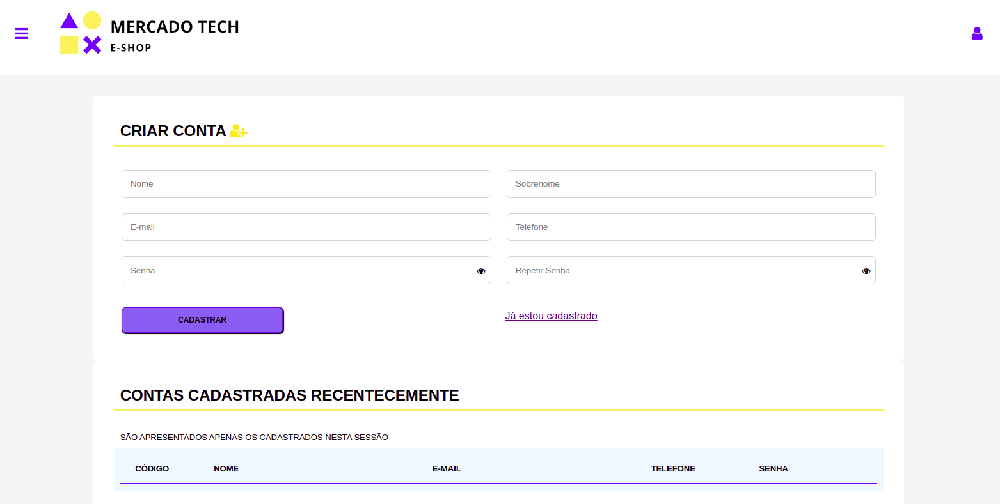 MERCADO TECH
E-SHOP
CRIAR CONTA
Nome
Sobrenome
E-mail
Telefone
Senha
Repetir Senha
CADASTRAR
Já estou cadastrado
CONTAS CADASTRADAS RECENTECEMENTE
SÃO APRESENTADOS APENAS OS CADASTRADOS NESTA SESSÃO
CÓDIGO NOME E-MAIL TELEFONE SENHA